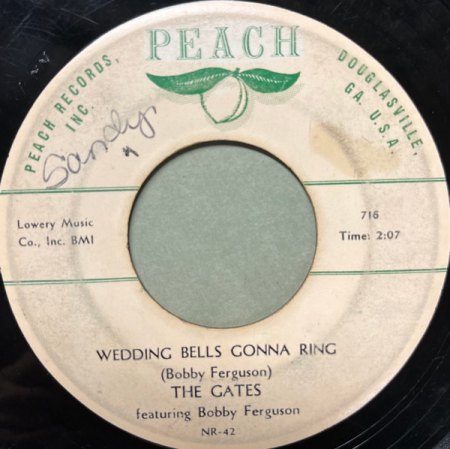 PEACH
PEACH RECORDS, INC.
DOUGLASVILLE, GA. U.S.A.
Sandy
Lowery Music
Co., Inc. BMI
716
Time: 2:07
WEDDING BELLS GONNA RING
(Bobby Ferguson)
THE GATES
featuring Bobby Ferguson
NR-42